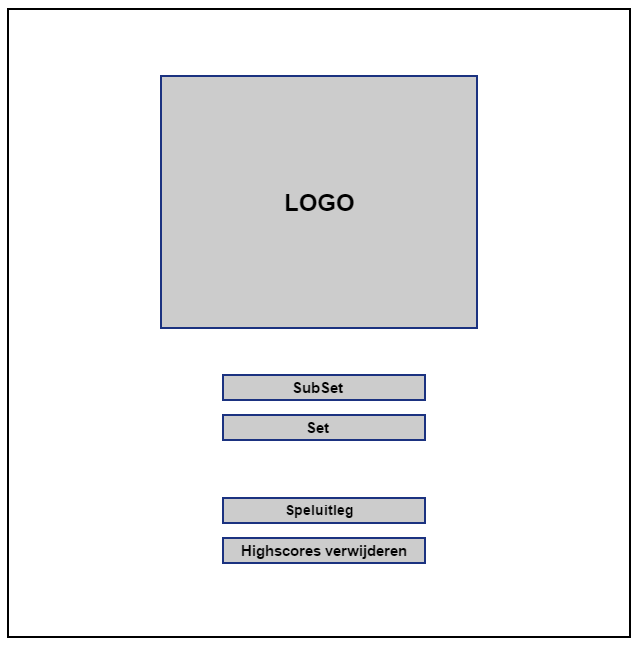 LOGO
SubSet
Set
Speluitleg
Highscores verwijderen